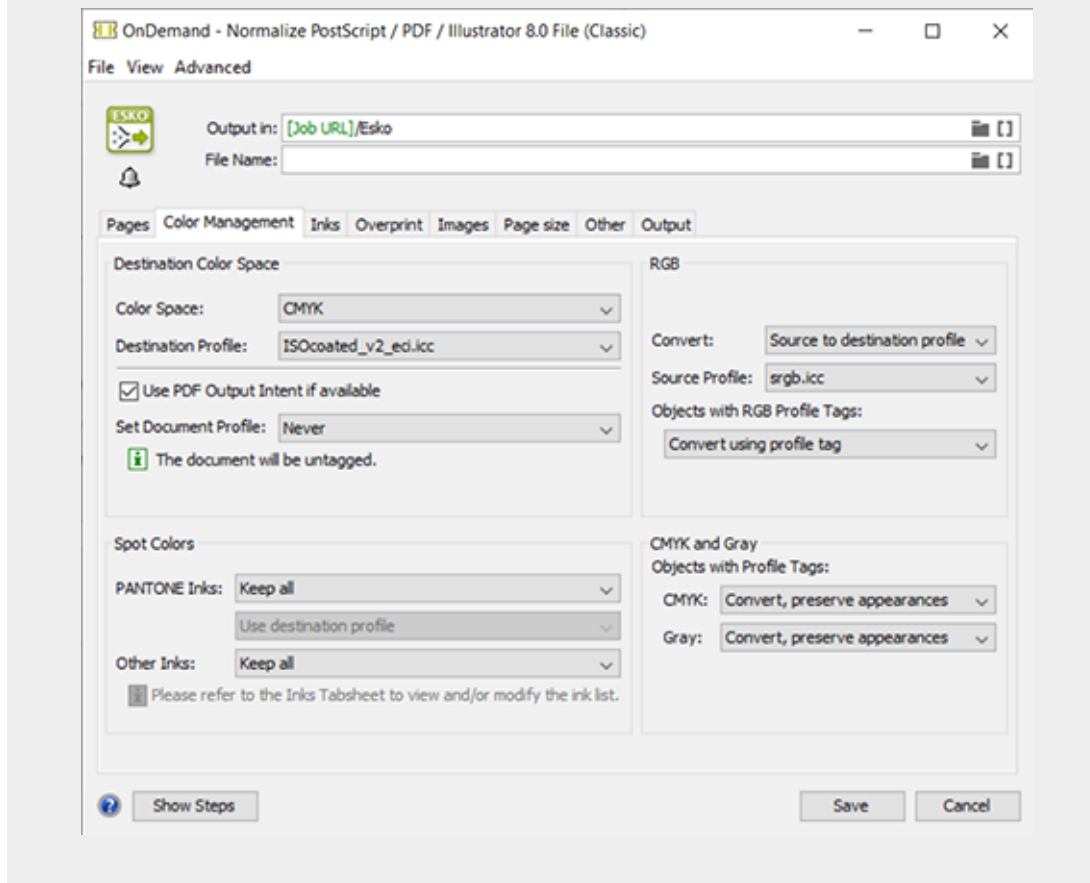 OnDemand - Normalize PostScript / PDF / Illustrator 8.0 File (Classic)
File View Advanced
ESKO
Output in: [Job URL]/Esko
File Name:
Pages Color Management Inks Overprint Images Page size Other Output
Destination Color Space
Color Space: CMYK
Destination Profile: ISOcoated_v2_eci.icc
Use PDF Output Intent if available
Set Document Profile: Never
The document will be untagged.
RGB
Convert: Source to destination profile
Source Profile: srgb.icc
Objects with RGB Profile Tags:
Convert using profile tag
Spot Colors
PANTONE Inks: Keep all
Use destination profile
Other Inks: Keep all
Please refer to the Inks Tabsheet to view and/or modify the ink list.
CMYK and Gray
Objects with Profile Tags:
CMYK: Convert, preserve appearances
Gray: Convert, preserve appearances
Show Steps
Save Cancel